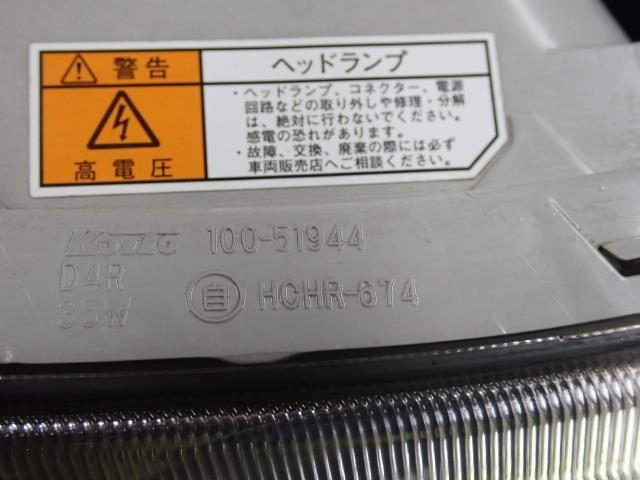 警告
高電圧
ヘッドランプ
・ヘッドランプ、コネクター、電源
回路などの取り外しや修理・分解
は、絶対に行わないでください。
感電の恐れがあります。
・故障、交換、廃棄の際には必ず
車両販売店へご相談ください。
KOITO 100-51944
D4R
35W 自 HCHR-674